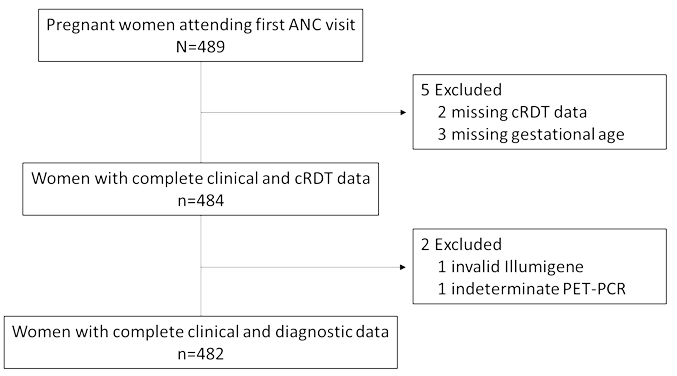 Pregnant women attending first ANC visit
N=489
5 Excluded
2 missing cRDT data
3 missing gestational age
Women with complete clinical and cRDT data
n=484
2 Excluded
1 invalid Illumigene
1 indeterminate PET-PCR
Women with complete clinical and diagnostic data
n=482